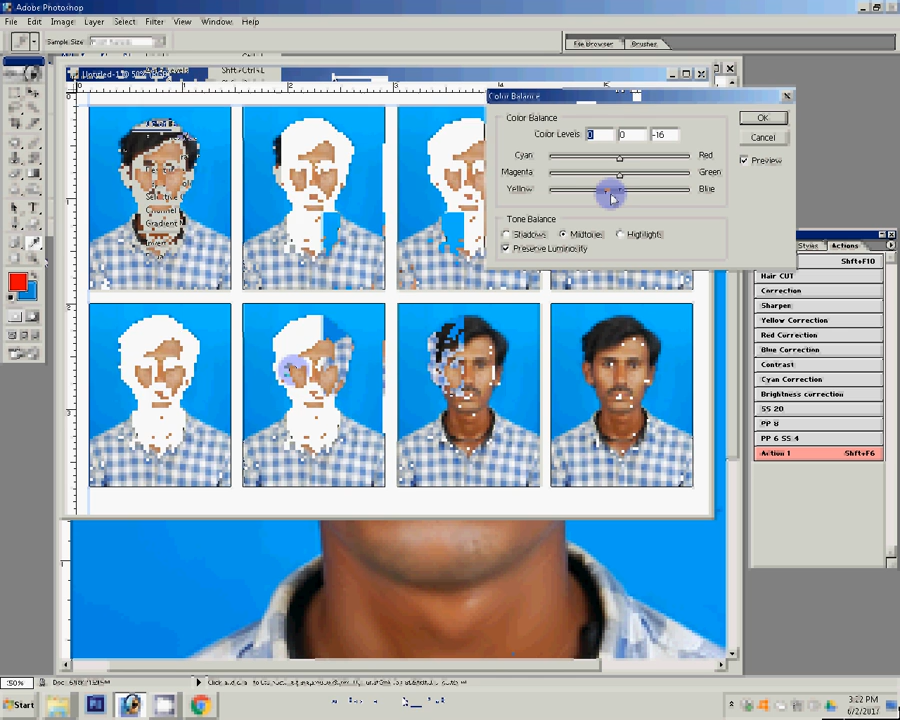 Adobe Photoshop
File Edit Image Layer Select Filter View Window Help
Sample Size
File Browser Brushes
Shft+Ctrl+L
Color Balance
Color Balance
Color Levels 0 0 -16
OK
Cyan Red
Cancel
Magenta Green
Preview
Yellow Blue
Tone Balance
Shadows Midtones Highlights
Preserve Luminosity
Selective
Channel
Gradient
Styles Actions
Shft+F10
Hair CUT
Correction
Sharpen
Yellow Correction
Red Correction
Blue Correction
Contrast
Cyan Correction
Brightness correction
SS 20
PP 8
PP 6 SS 4
Action 1 Shft+F6
50%
Start
3:22 PM
6/2/2017